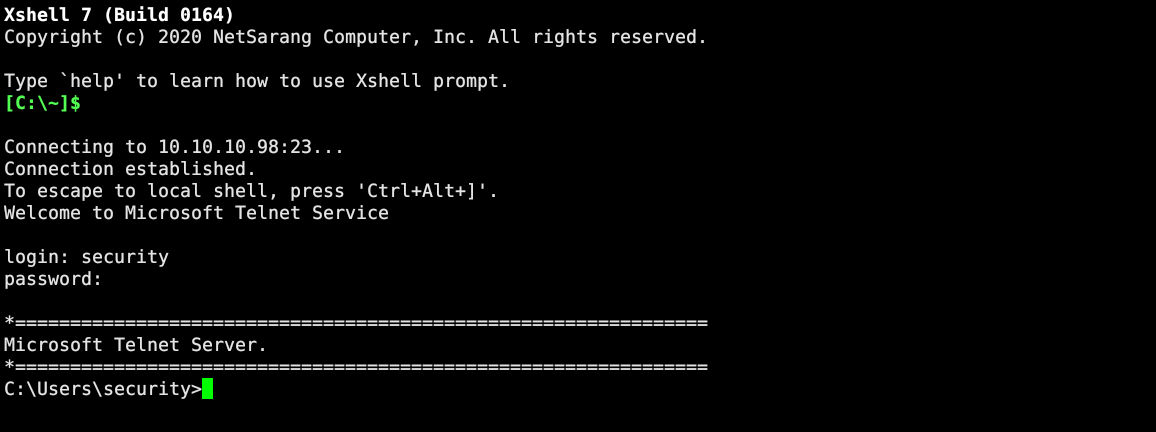 Xshell 7 (Build 0164)
Copyright (c) 2020 NetSarang Computer, Inc. All rights reserved.
Type `help' to learn how to use Xshell prompt.
[C:\~]$
Connecting to 10.10.10.98:23...
Connection established.
To escape to local shell, press 'Ctrl+Alt+]'.
Welcome to Microsoft Telnet Service
login: security
password:
*===============================================================
Microsoft Telnet Server.
*===============================================================
C:\Users\security>